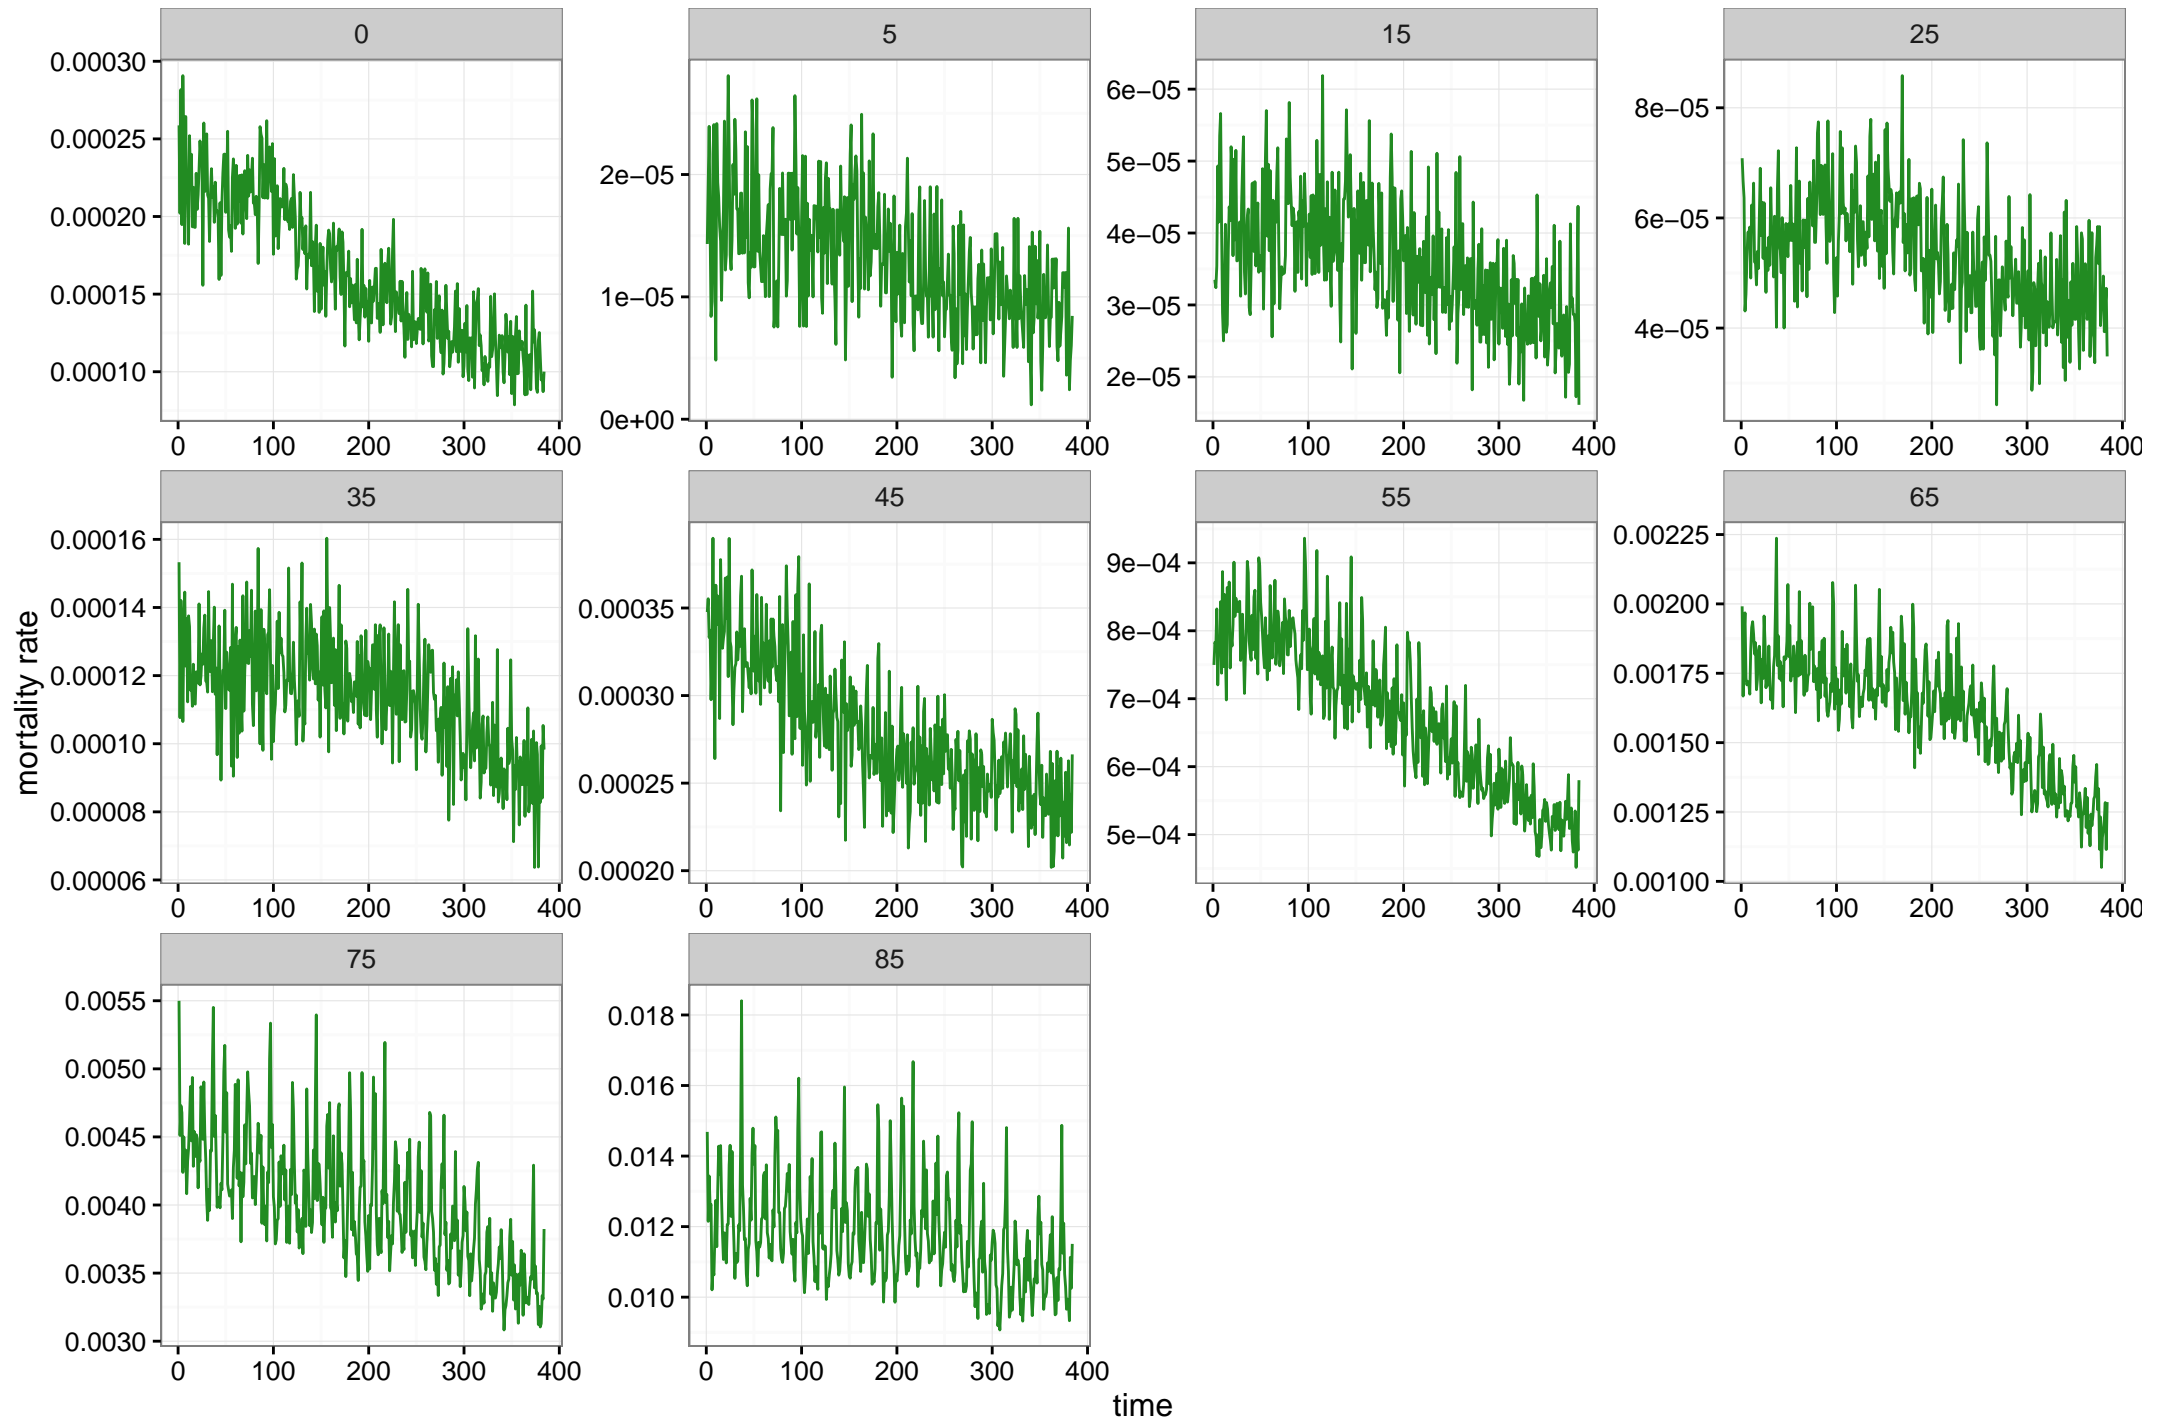 0 5 15 25
0.00030
0.00025
0.00020
0.00015
0.00010
2e−05
1e−05
0e+00
6e−05
5e−05
4e−05
3e−05
2e−05
8e−05
6e−05
4e−05
0 100 200 300 400 0 100 200 300 400 0 100 200 300 400 0 100 200 300 400
35 45 55 65
0.00016
0.00014
0.00012
0.00010
0.00008
0.00006
0.00035
0.00030
0.00025
0.00020
9e−04
8e−04
7e−04
6e−04
5e−04
0.00225
0.00200
0.00175
0.00150
0.00125
0.00100
0 100 200 300 400 0 100 200 300 400 0 100 200 300 400 0 100 200 300 400
mortality rate
75 85
0.0055
0.0050
0.0045
0.0040
0.0035
0.0030
0.018
0.016
0.014
0.012
0.010
0 100 200 300 400 0 100 200 300 400
time